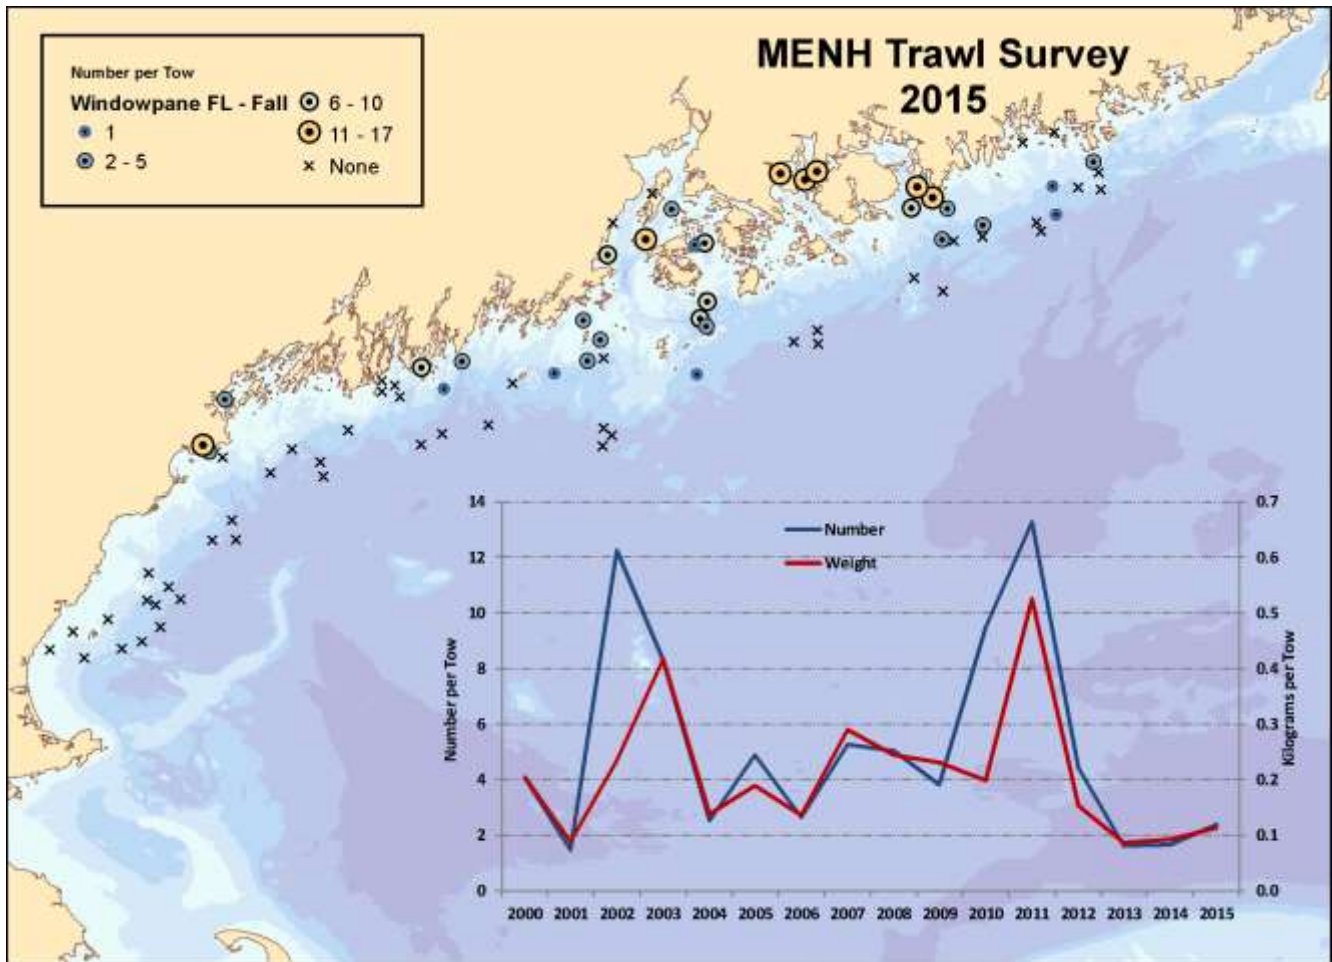 MENH Trawl Survey
2015
Number per Tow
Windowpane FL - Fall
1
2 - 5
6 - 10
11 - 17
None
Number
Weight
Number per Tow
14
12
10
8
6
4
2
0
Kilograms per Tow
0.7
0.6
0.5
0.4
0.3
0.2
0.1
0.0
2000 2001 2002 2003 2004 2005 2006 2007 2008 2009 2010 2011 2012 2013 2014 2015